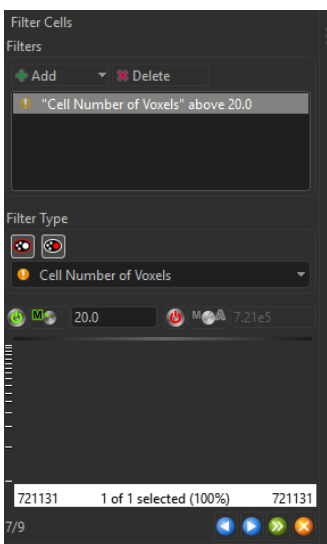 Filter Cells
Filters
Add
Delete
"Cell Number of Voxels" above 20.0
Filter Type
Cell Number of Voxels
M 20.0 M A 7.21e5
721131 1 of 1 selected (100%) 721131
7/9